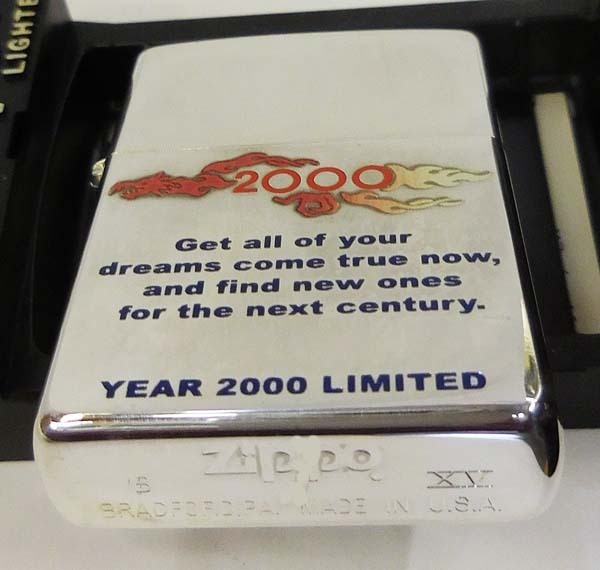 LIGHTE
2000
Get all of your
dreams come true now,
and find new ones
for the next century.
YEAR 2000 LIMITED
Zippo
B XV
BRADFORD.PA. MADE IN U.S.A.